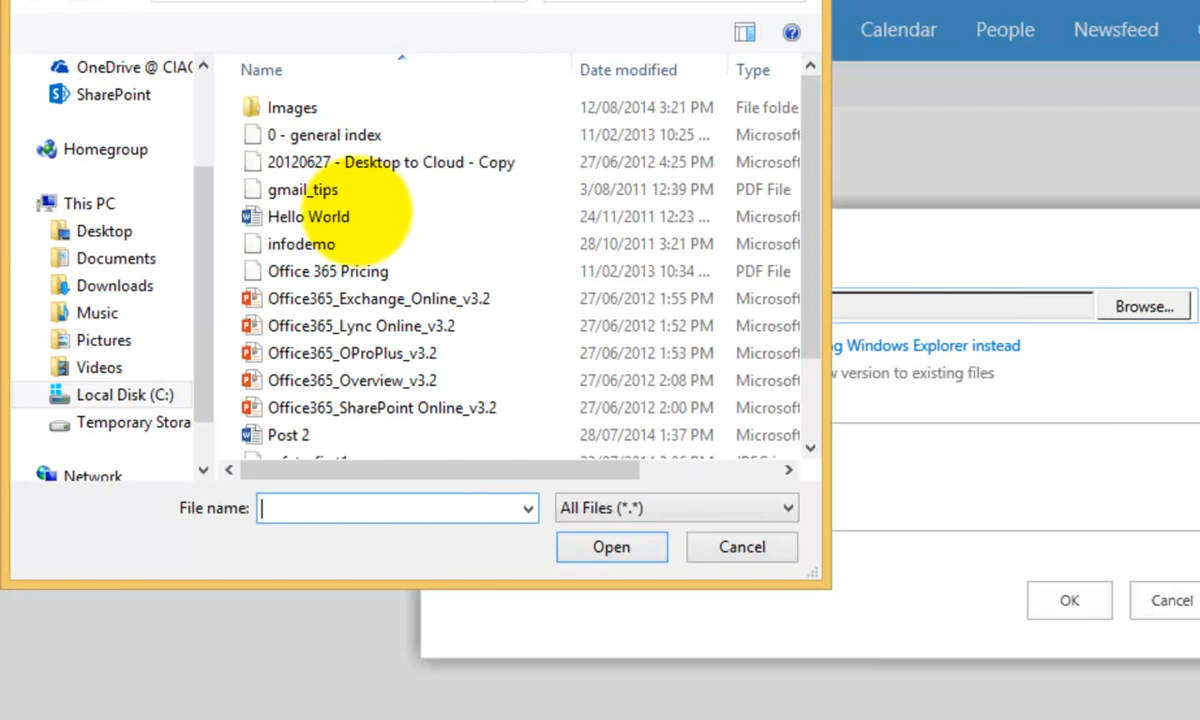 Calendar People Newsfeed
OneDrive @ CIAC
SharePoint
Homegroup
This PC
Desktop
Documents
Downloads
Music
Pictures
Videos
Local Disk (C:)
Temporary Stora
Network
Name Date modified Type
Images 12/08/2014 3:21 PM File folde
0 - general index 11/02/2013 10:25 ... Microsoft
20120627 - Desktop to Cloud - Copy 27/06/2012 4:25 PM Microsoft
gmail_tips 3/08/2011 12:39 PM PDF File
Hello World 24/11/2011 12:23 ... Microsoft
infodemo 28/10/2011 3:21 PM Microsoft
Office 365 Pricing 11/02/2013 10:34 ... PDF File
Office365_Exchange_Online_v3.2 27/06/2012 1:55 PM Microsoft
Office365_Lync Online_v3.2 27/06/2012 1:52 PM Microsoft
Office365_OProPlus_v3.2 27/06/2012 1:53 PM Microsoft
Office365_Overview_v3.2 27/06/2012 2:08 PM Microsoft
Office365_SharePoint Online_v3.2 27/06/2012 2:00 PM Microsoft
Post 2 28/07/2014 1:37 PM Microsoft
File name: All Files (*.*)
Open Cancel
Browse...
g Windows Explorer instead
version to existing files
OK Cancel